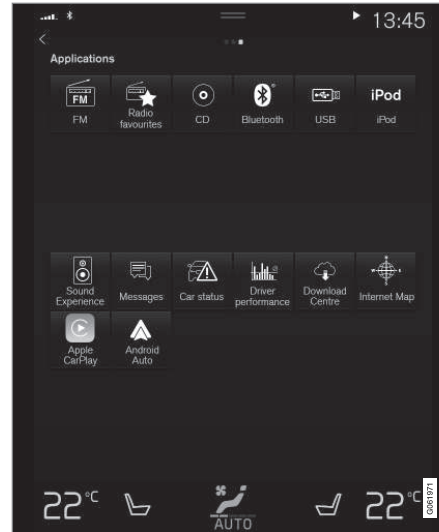 13:45
Applications
FM
FM
Radio
favourites
CD
Bluetooth
USB
iPod
iPod
Sound
Experience
Messages
Car status
Driver
performance
Download
Centre
Internet Map
Apple
CarPlay
Android
Auto
22°C
AUTO
22°C
G061971